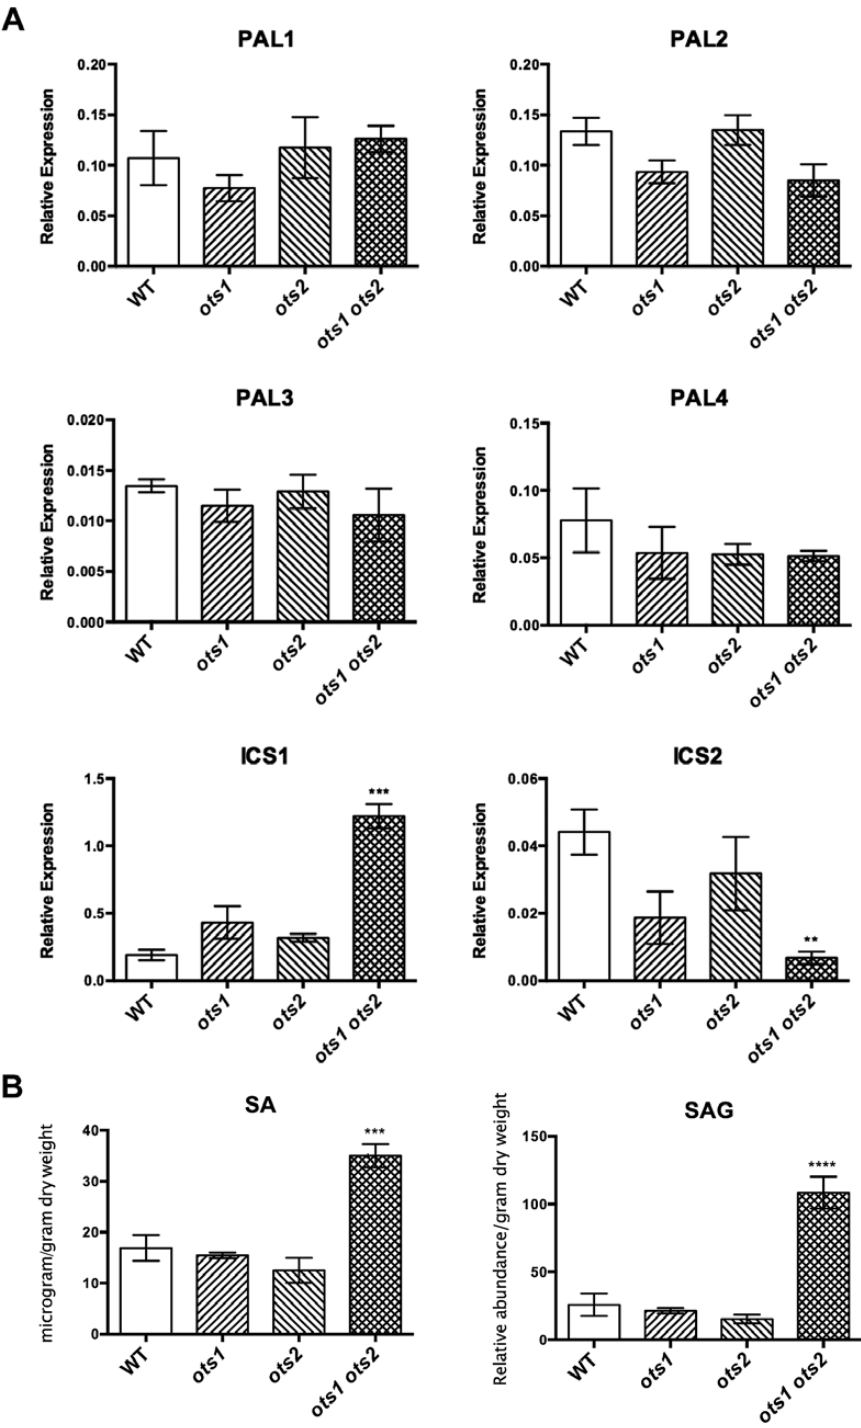 A
PAL1
PAL2
Relative Expression
0.20
0.15
0.10
0.05
0.00
WT
ots1
ots2
ots1 ots2
Relative Expression
0.20
0.15
0.10
0.05
0.00
WT
ots1
ots2
ots1 ots2
PAL3
PAL4
Relative Expression
0.020
0.015
0.010
0.005
0.000
WT
ots1
ots2
ots1 ots2
Relative Expression
0.15
0.10
0.05
0.00
WT
ots1
ots2
ots1 ots2
ICS1
ICS2
Relative Expression
1.5
1.0
0.5
0.0
***
WT
ots1
ots2
ots1 ots2
Relative Expression
0.06
0.04
0.02
0.00
**
WT
ots1
ots2
ots1 ots2
B
SA
SAG
microgram/gram dry weight
40
30
20
10
0
***
WT
ots1
ots2
ots1 ots2
Relative abundance/gram dry weight
150
100
50
0
****
WT
ots1
ots2
ots1 ots2